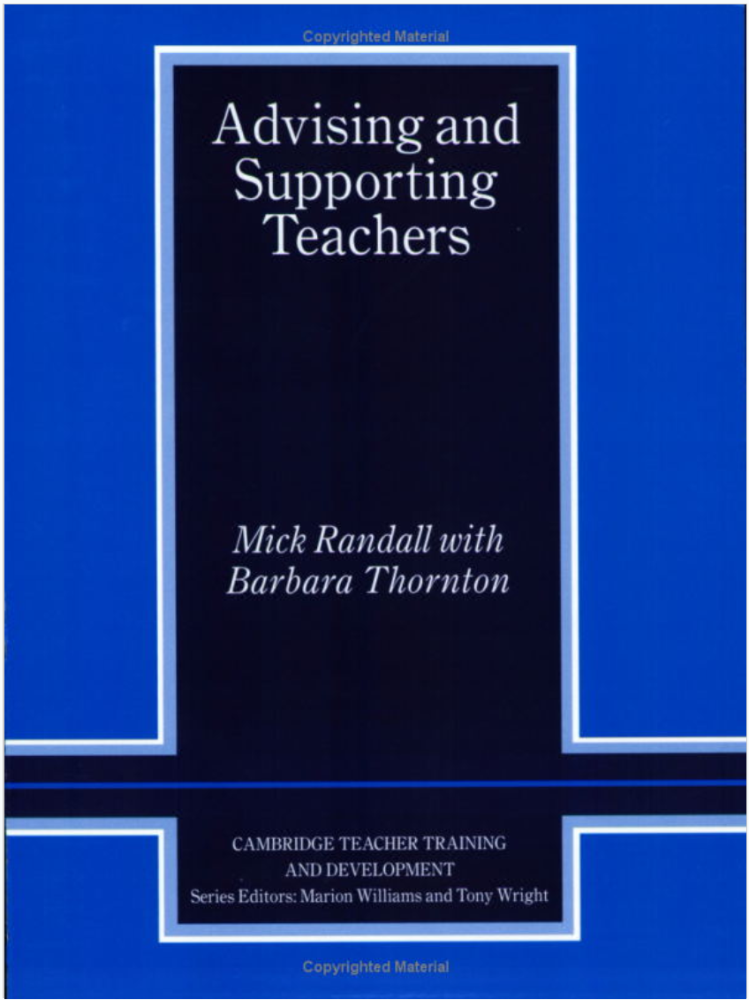 Copyrighted Material
Advising and
Supporting
Teachers
Mick Randall with
Barbara Thornton
CAMBRIDGE TEACHER TRAINING
AND DEVELOPMENT
Series Editors: Marion Williams and Tony Wright
Copyrighted Material